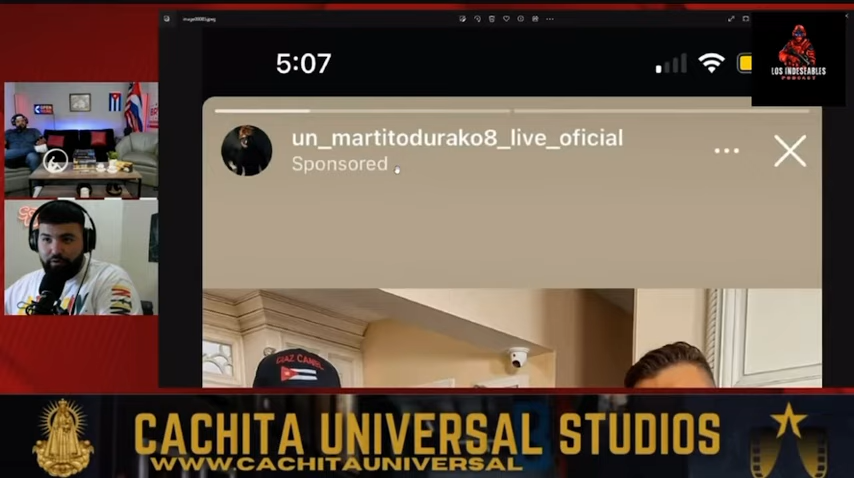 5:07
LOS INDESEABLES
PODCAST
un_martitodurako8_live_oficial
Sponsored
DIAZ CANEL
CACHITA UNIVERSAL STUDIOS
WWW.CACHITAUNIVERSAL